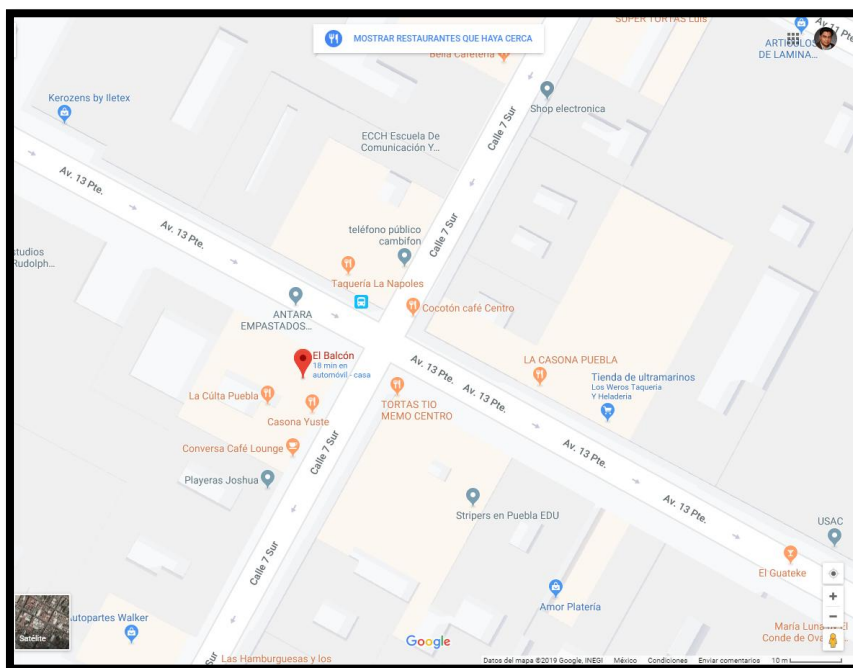 SUPER TORTAS Luis
Av 11 Pte
MOSTRAR RESTAURANTES QUE HAYA CERCA
ARTICULOS
DE LAMINA...
Bella Cafetería
Kerozens by Iletex
Shop electronica
Calle 7 Sur
ECCH Escuela De
Comunicación Y...
Av. 13 Pte.
Av. 13 Pte.
teléfono público
cambifon
Calle 7 Sur
studios
Rudolph...
Taquería La Napoles
ANTARA
EMPASTADOS...
Cocotón café Centro
El Balcón
18 min en
automóvil - casa
Av. 13 Pte.
LA CASONA PUEBLA
Av. 13 Pte.
Tienda de ultramarinos
Los Weros Taqueria
Y Heladeria
La Cúlta Puebla
TORTAS TIO
MEMO CENTRO
Casona Yuste
Conversa Café Lounge
Calle 7 Sur
Playeras Joshua
Av. 13 Pte.
Stripers en Puebla EDU
USAC
Calle 7 Sur
El Guateke
Amor Platería
Autopartes Walker
Satélite
María Luna
Conde de
Google
Sur
Las Hamburguesas y los
Datos del mapa ©2019 Google, INEGI México Condiciones Enviar comentarios 10 m